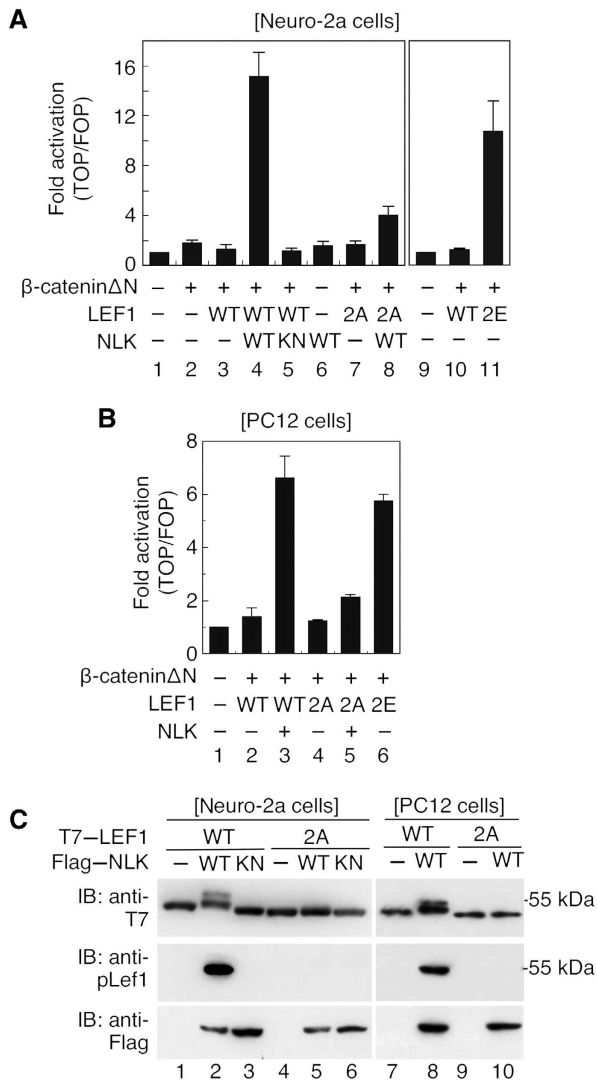 A
[Neuro-2a cells]
Fold activation
(TOP/FOP)
16
12
8
4
0
β-cateninΔN – + + + + – + + – + +
LEF1 – – WT WT WT – 2A 2A – WT 2E
NLK – – – WT KN WT – WT – – –
1 2 3 4 5 6 7 8 9 10 11
B
[PC12 cells]
Fold activation
(TOP/FOP)
8
6
4
2
0
β-cateninΔN – + + + + +
LEF1 – WT WT 2A 2A 2E
NLK – – + – + –
1 2 3 4 5 6
C
[Neuro-2a cells] [PC12 cells]
T7–LEF1 WT 2A WT 2A
Flag–NLK – WT KN – WT KN – WT – WT
IB: anti-
T7
-55 kDa
IB: anti-
pLef1
-55 kDa
IB: anti-
Flag
1 2 3 4 5 6 7 8 9 10